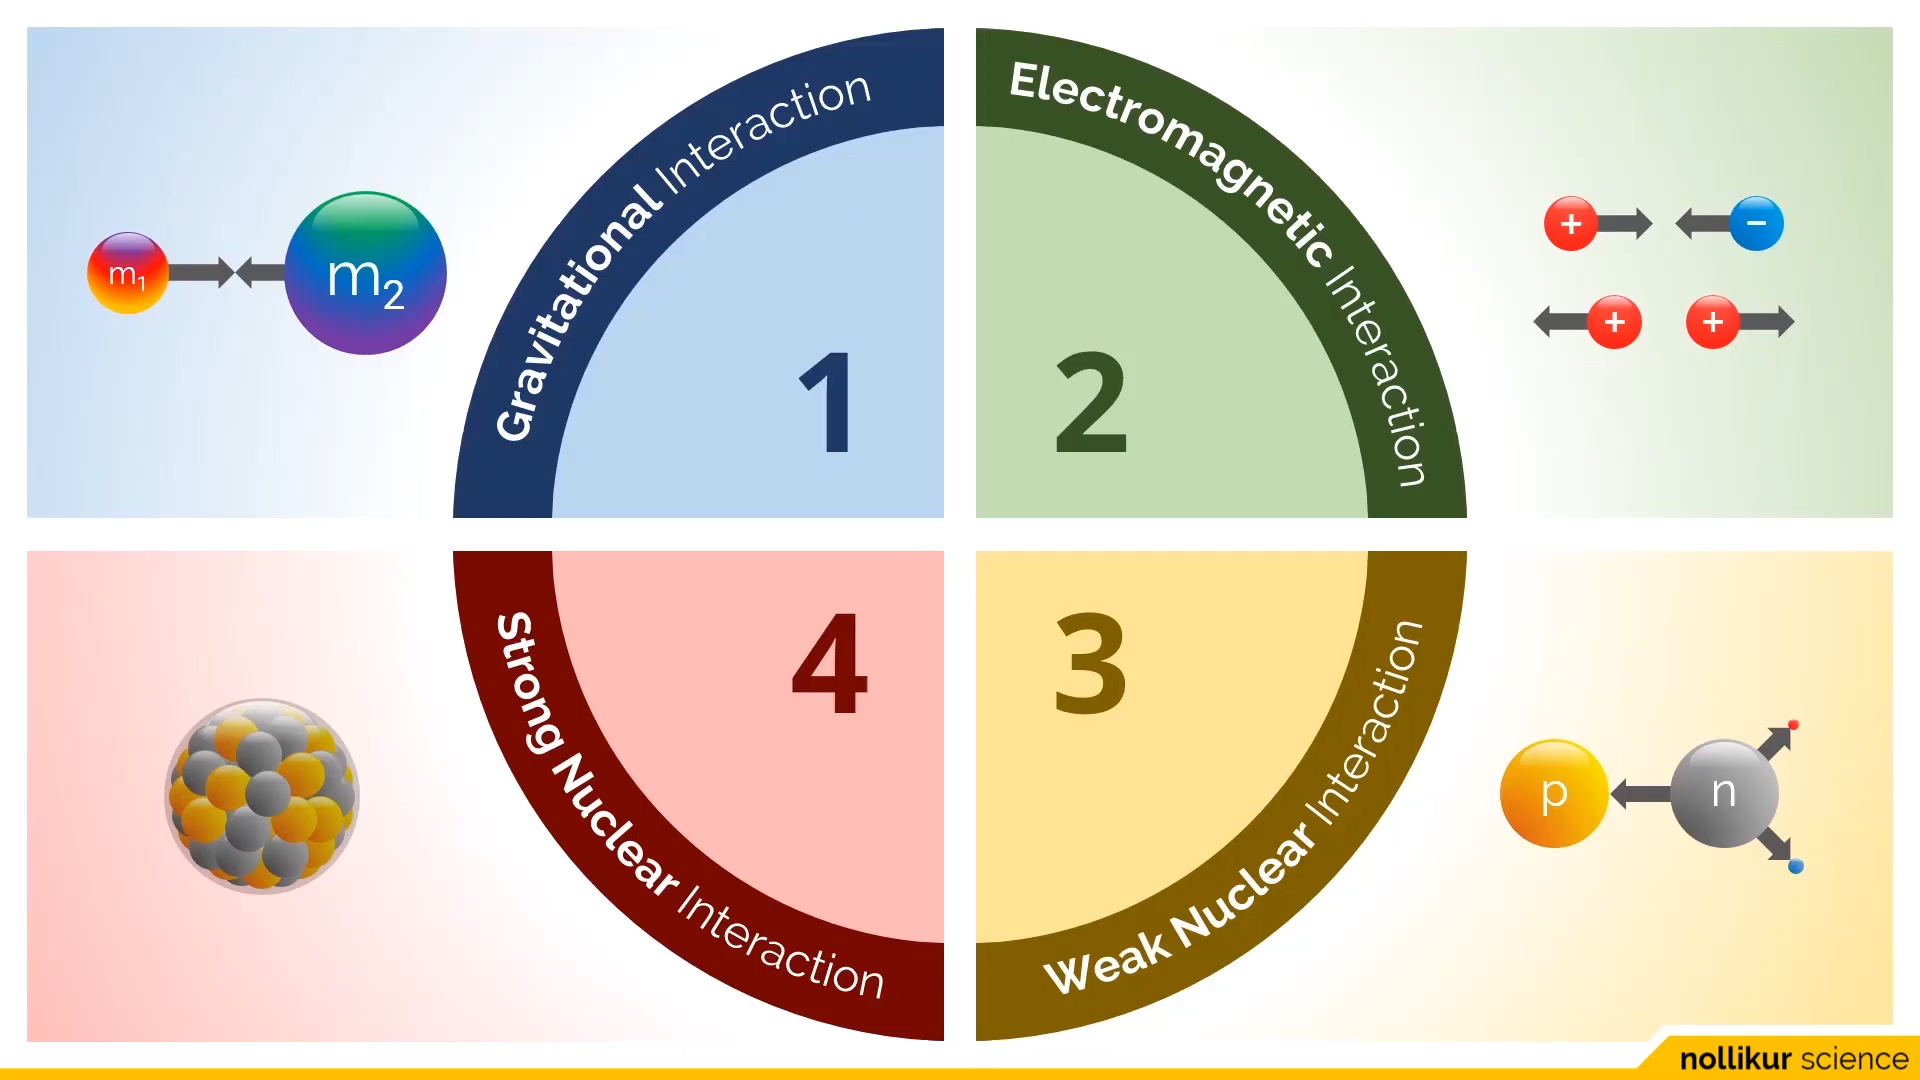 Gravitational Interaction
m₁
m₂
1
Electromagnetic Interaction
2
+
−
+
+
Strong Nuclear Interaction
4
Weak Nuclear Interaction
3
p
n
nollikur science